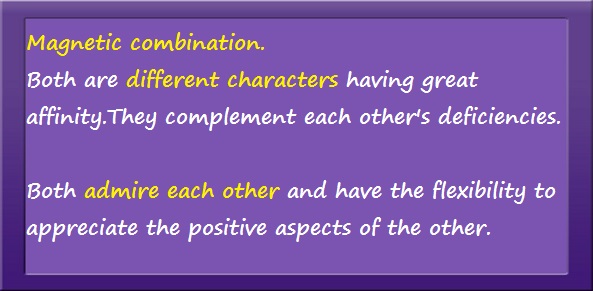 Magnetic combination.
Both are different characters having great
affinity.They complement each other's deficiencies.
Both admire each other and have the flexibility to
appreciate the positive aspects of the other.